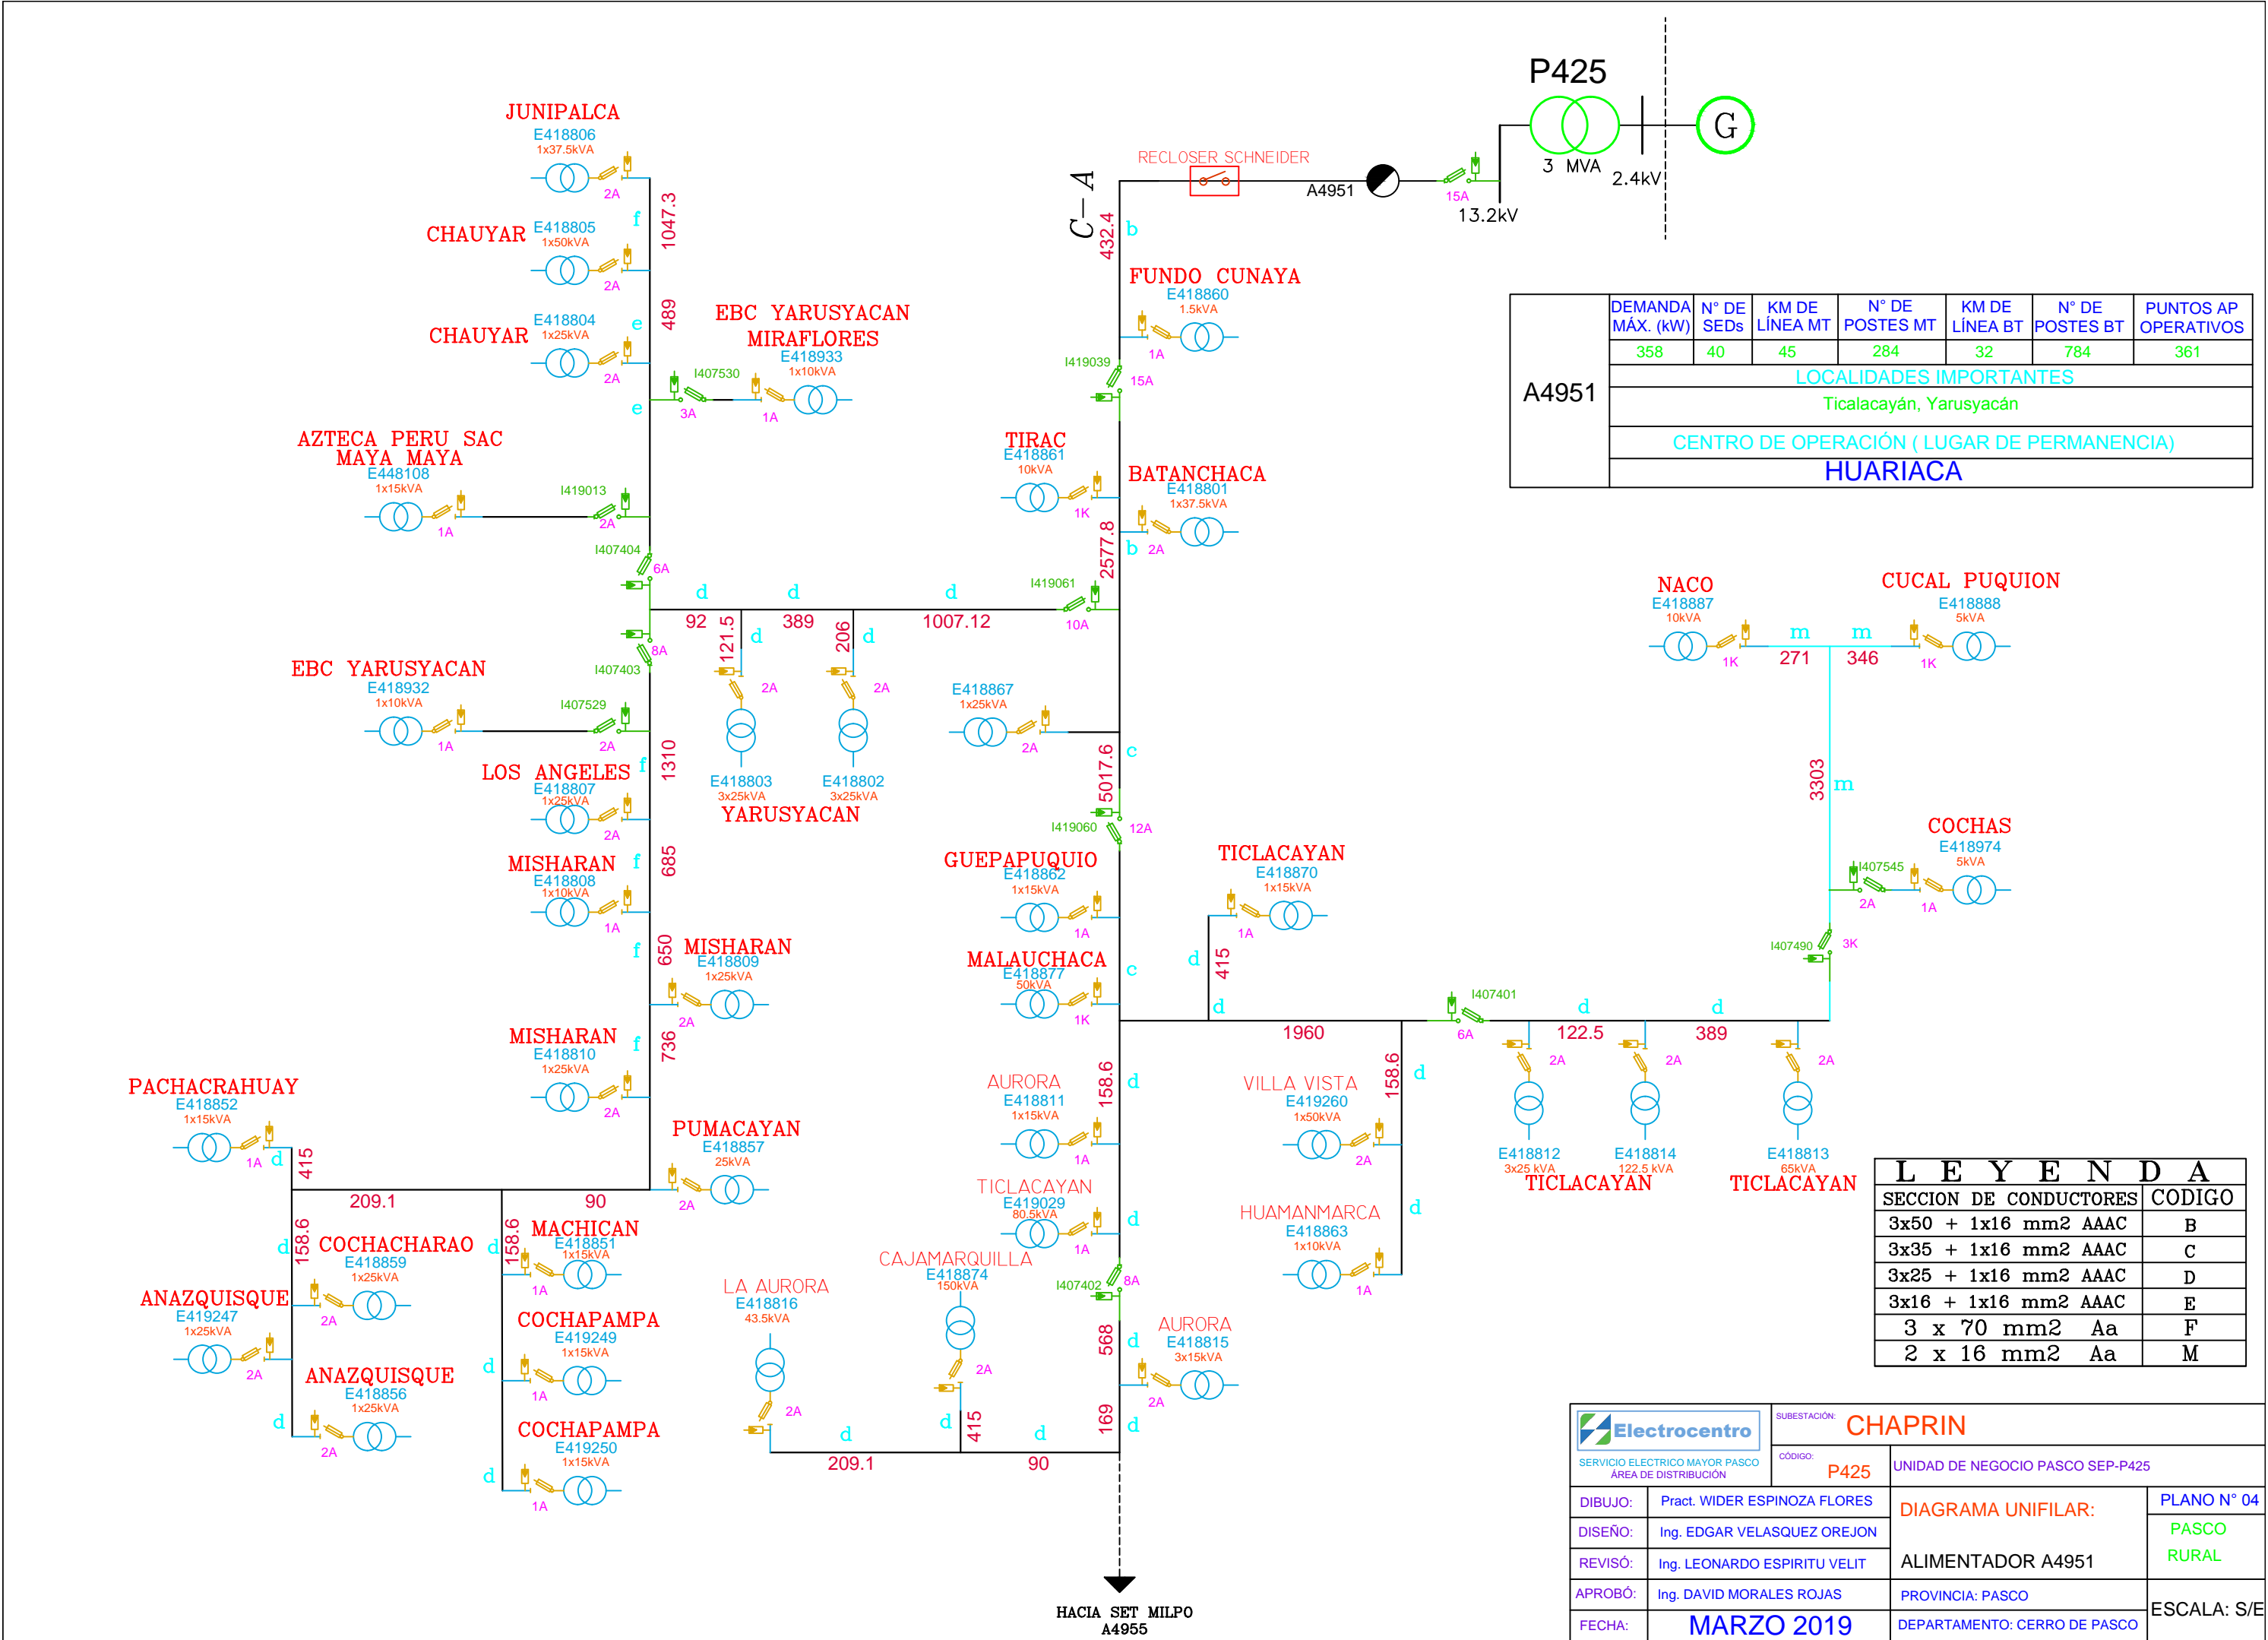 P425
G
3 MVA
2.4kV
13.2kV
15A
A4951
RECLOSER SCHNEIDER
C-A
432.4
b
FUNDO CUNAYA
E418860
1.5kVA
1A
I419039
15A
TIRAC
E418861
10kVA
1K
BATANCHACA
E418801
1x37.5kVA
2A
2577.8
b
I419061
10A
JUNIPALCA
E418806
1x37.5kVA
2A
f
1047.3
CHAUYAR
E418805
1x50kVA
2A
489
CHAUYAR
E418804
1x25kVA
2A
e
EBC YARUSYACAN
MIRAFLORES
E418933
1x10kVA
I407530
3A
1A
e
AZTECA PERU SAC
MAYA MAYA
E448108
1x15kVA
1A
I419013
2A
I407404
6A
d
d
d
92
389
1007.12
121.5
d
206
d
2A
2A
E418803
3x25kVA
E418802
3x25kVA
YARUSYACAN
8A
I407403
EBC YARUSYACAN
E418932
1x10kVA
1A
I407529
2A
1310
f
LOS ANGELES
E418807
1x25kVA
2A
MISHARAN
E418808
1x10kVA
1A
f
685
f
650
MISHARAN
E418809
1x25kVA
2A
MISHARAN
E418810
1x25kVA
2A
f
736
PUMACAYAN
E418857
25kVA
2A
PACHACRAHUAY
E418852
1x15kVA
1A
d
415
209.1
90
158.6
d
COCHACHARAO
E418859
1x25kVA
2A
ANAZQUISQUE
E419247
1x25kVA
2A
ANAZQUISQUE
E418856
1x25kVA
2A
d
158.6
d
MACHICAN
E418851
1x15kVA
1A
COCHAPAMPA
E419249
1x15kVA
1A
d
COCHAPAMPA
E419250
1x15kVA
1A
d
E418867
1x25kVA
2A
c
5017.6
I419060
12A
GUEPAPUQUIO
E418862
1x15kVA
1A
MALAUCHACA
E418877
50kVA
1K
c
TICLACAYAN
E418870
1x15kVA
1A
d
415
d
1960
I407401
6A
d
122.5
d
389
2A
2A
2A
E418812
3x25 kVA
TICLACAYAN
E418814
122.5 kVA
E418813
65kVA
TICLACAYAN
I407490
3K
I407545
2A
1A
COCHAS
E418974
5kVA
3303
m
NACO
E418887
10kVA
1K
m
m
271
346
CUCAL PUQUION
E418888
5kVA
1K
VILLA VISTA
E419260
1x50kVA
2A
158.6
d
HUAMANMARCA
E418863
1x10kVA
1A
d
158.6
d
AURORA
E418811
1x15kVA
1A
TICLACAYAN
E419029
80.5kVA
1A
d
I407402
8A
568
d
AURORA
E418815
3x15kVA
2A
169
d
CAJAMARQUILLA
E418874
150kVA
2A
d
415
LA AURORA
E418816
43.5kVA
2A
d
d
209.1
90
HACIA SET MILPO
A4955
A4951
DEMANDA MÁX. (kW) N° DE SEDs KM DE LÍNEA MT N° DE POSTES MT KM DE LÍNEA BT N° DE POSTES BT PUNTOS AP OPERATIVOS
358 40 45 284 32 784 361
LOCALIDADES IMPORTANTES
Ticalacayán, Yarusyacán
CENTRO DE OPERACIÓN ( LUGAR DE PERMANENCIA)
HUARIACA
LEYENDA
SECCION DE CONDUCTORES CODIGO
3x50 + 1x16 mm2 AAAC B
3x35 + 1x16 mm2 AAAC C
3x25 + 1x16 mm2 AAAC D
3x16 + 1x16 mm2 AAAC E
3 x 70 mm2 Aa F
2 x 16 mm2 Aa M
Electrocentro
SERVICIO ELECTRICO MAYOR PASCO
ÁREA DE DISTRIBUCIÓN
SUBESTACIÓN: CHAPRIN
CÓDIGO: P425
UNIDAD DE NEGOCIO PASCO SEP-P425
DIBUJO: Pract. WIDER ESPINOZA FLORES
DISEÑO: Ing. EDGAR VELASQUEZ OREJON
REVISÓ: Ing. LEONARDO ESPIRITU VELIT
APROBÓ: Ing. DAVID MORALES ROJAS
FECHA: MARZO 2019
DIAGRAMA UNIFILAR:
ALIMENTADOR A4951
PROVINCIA: PASCO
DEPARTAMENTO: CERRO DE PASCO
PLANO N° 04
PASCO
RURAL
ESCALA: S/E